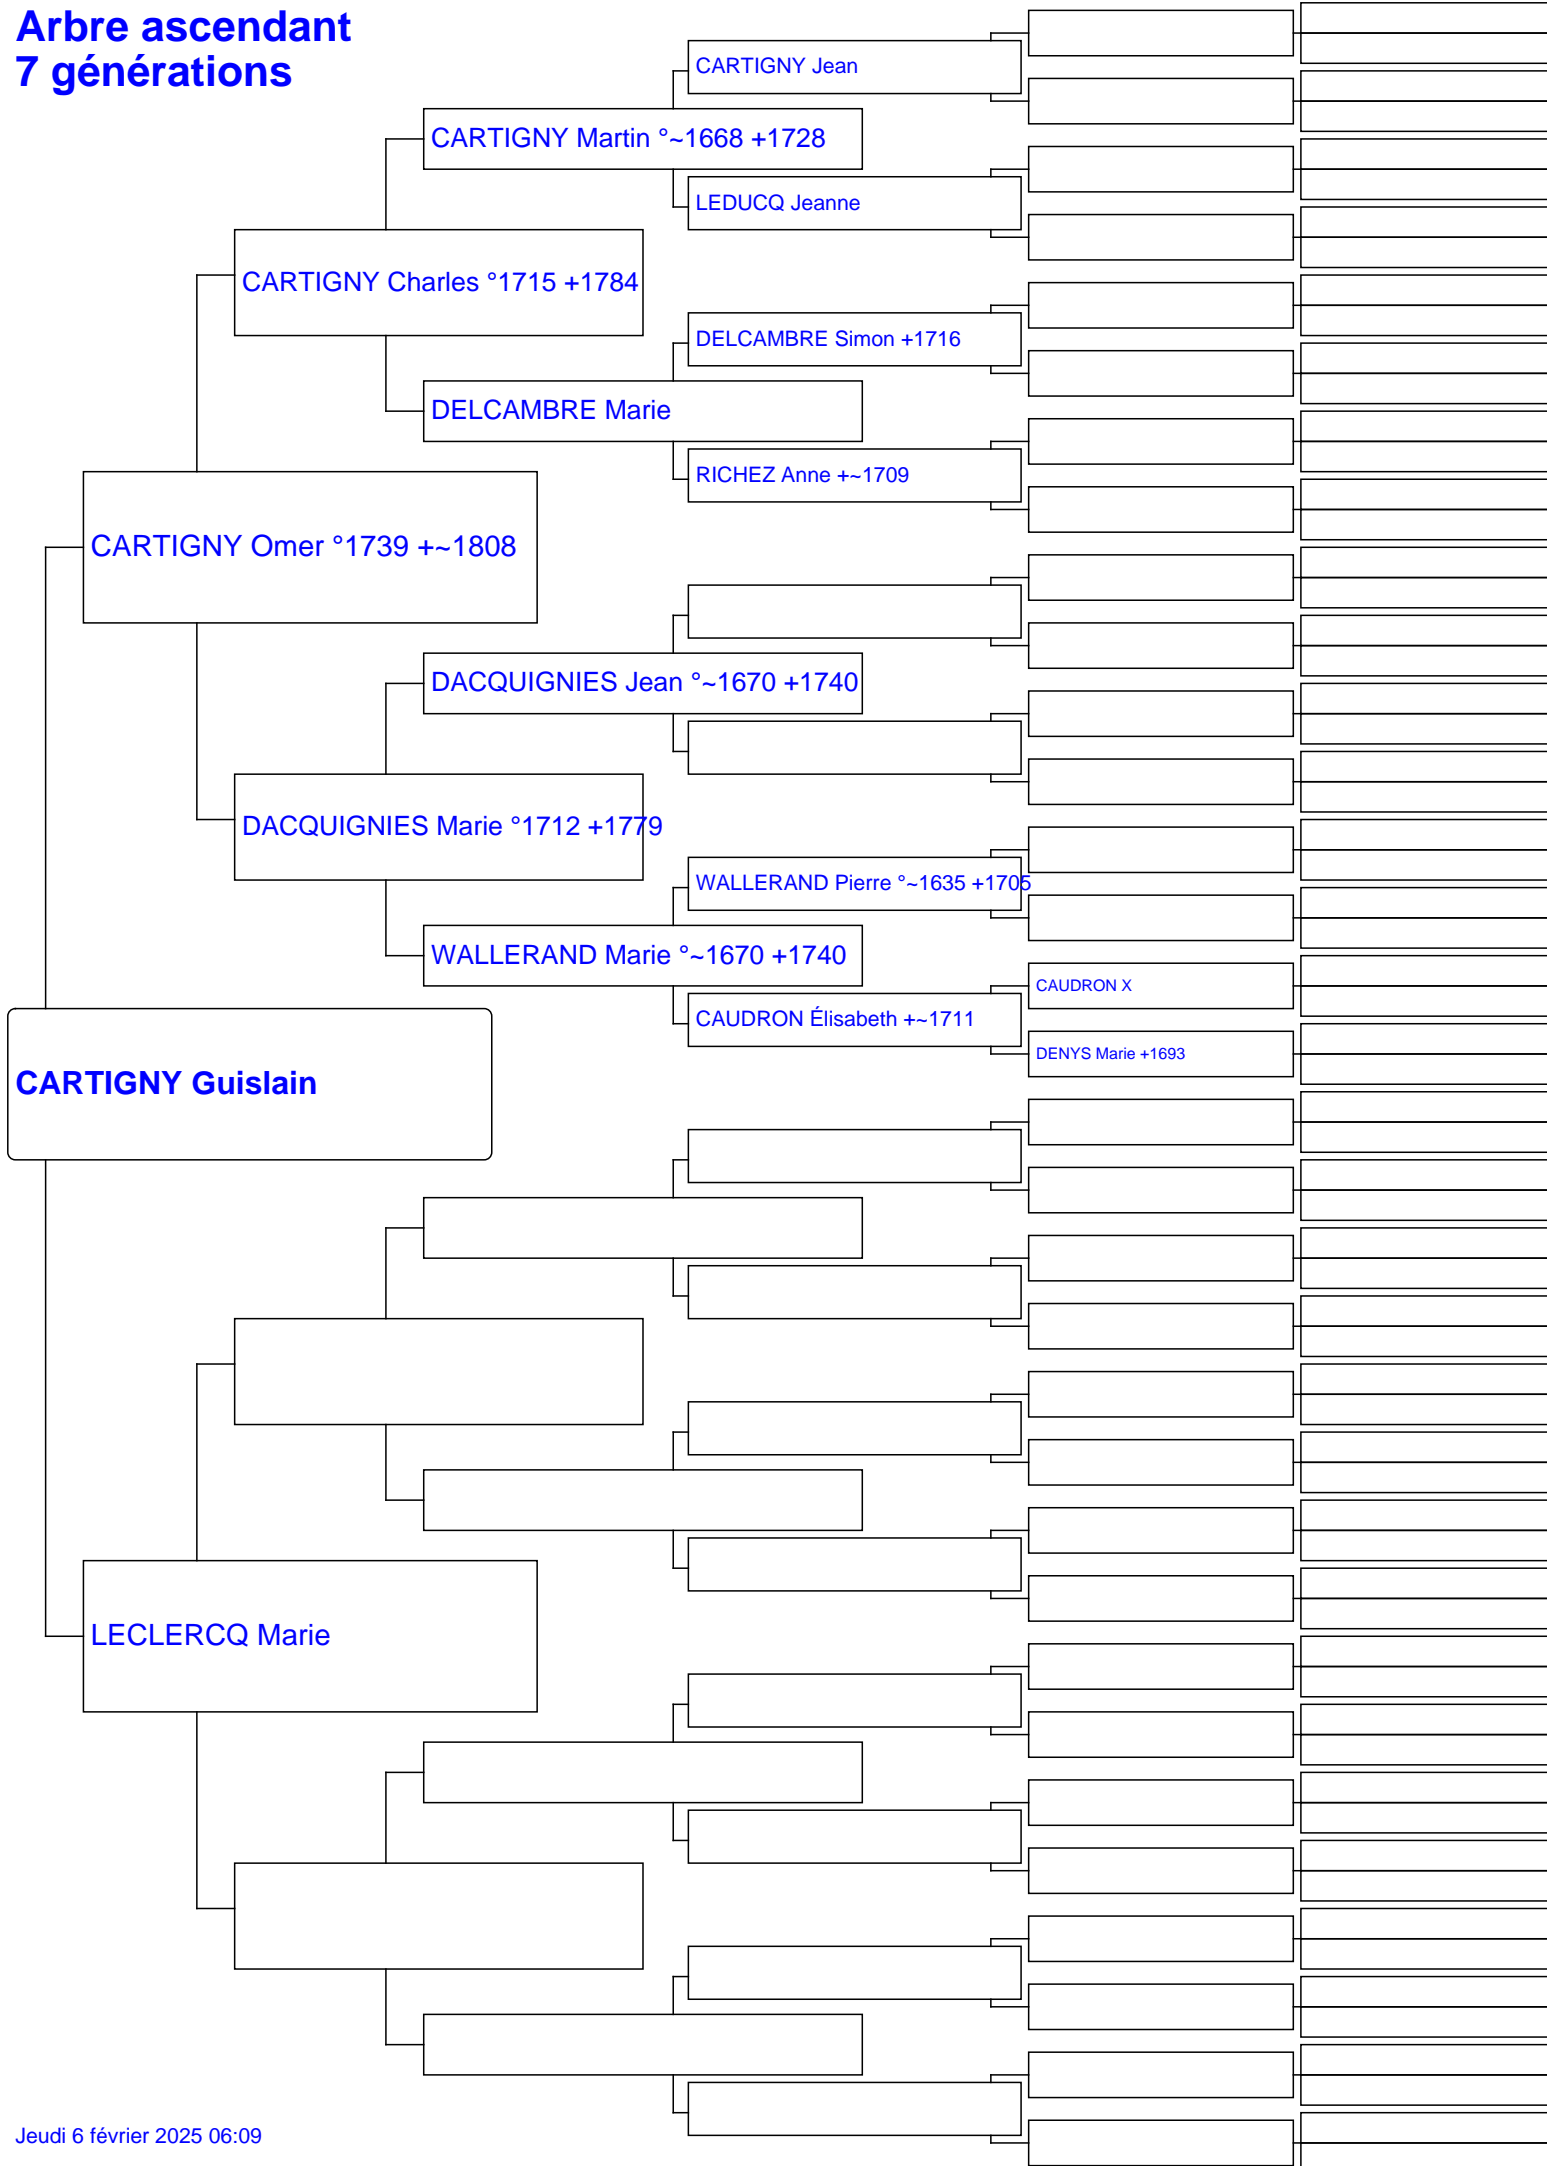 Arbre ascendant
7 générations
CARTIGNY Jean
CARTIGNY Martin °~1668 +1728
LEDUCQ Jeanne
CARTIGNY Charles °1715 +1784
DELCAMBRE Simon +1716
DELCAMBRE Marie
RICHEZ Anne +~1709
CARTIGNY Omer °1739 +~1808
DACQUIGNIES Jean °~1670 +1740
DACQUIGNIES Marie °1712 +1779
WALLERAND Pierre °~1635 +1705
WALLERAND Marie °~1670 +1740
CAUDRON X
CAUDRON Élisabeth +~1711
DENYS Marie +1693
CARTIGNY Guislain
LECLERCQ Marie
Jeudi 6 février 2025 06:09